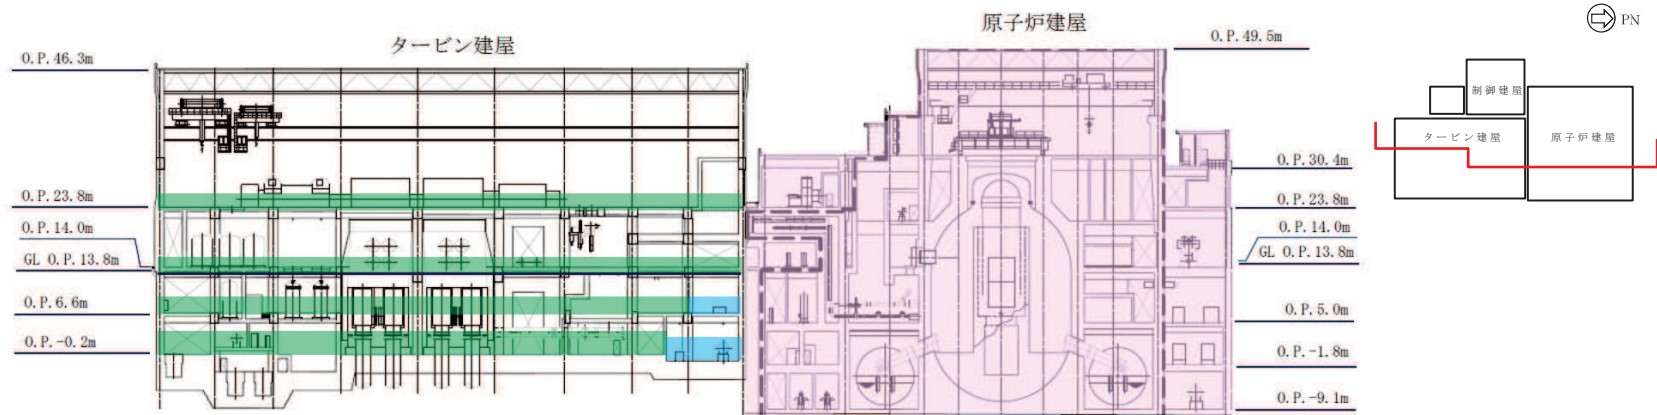 タービン建屋
原子炉建屋
PN
O.P.46.3m
O.P.23.8m
O.P.14.0m
GL O.P.13.8m
O.P.6.6m
O.P.-0.2m
O.P.49.5m
O.P.30.4m
O.P.23.8m
O.P.14.0m
GL O.P.13.8m
O.P.5.0m
O.P.-1.8m
O.P.-9.1m
制御建屋
タービン建屋
原子炉建屋